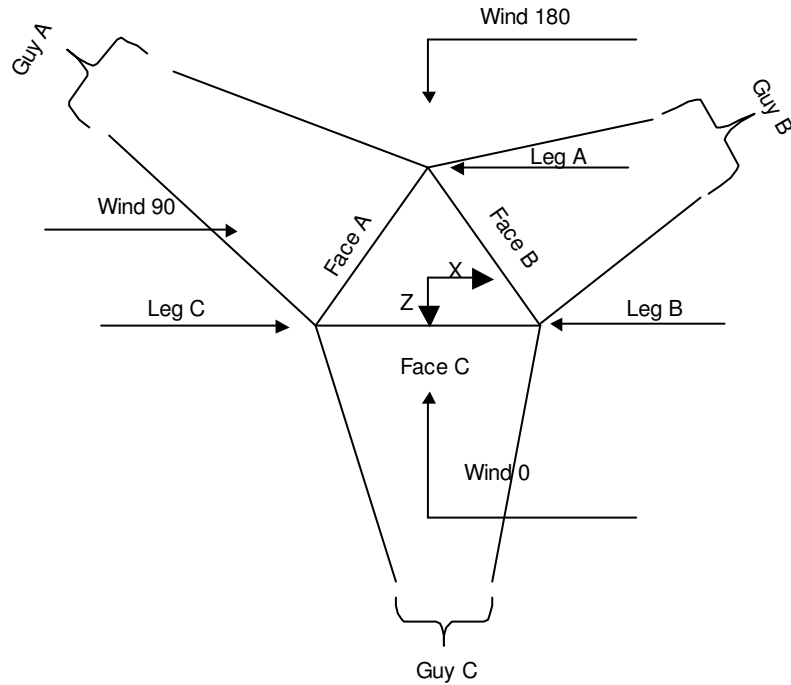 Wind 180
Guy A
Guy B
Leg A
Wind 90
Face A
Face B
X
Z
Leg C
Leg B
Face C
Wind 0
Guy C